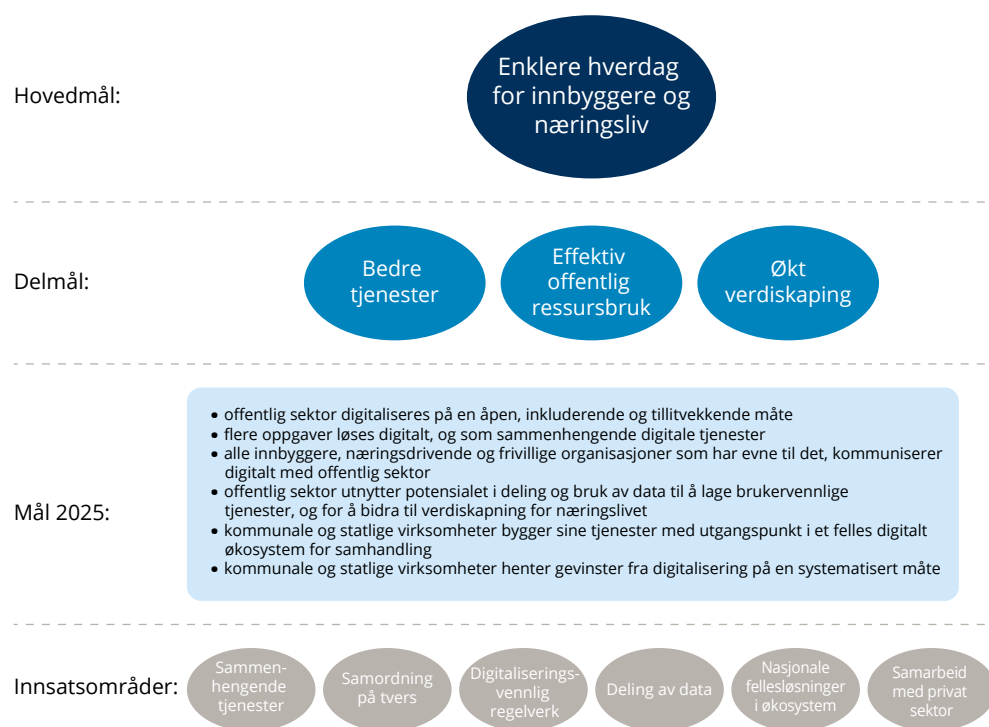 Hovedmål:
Enklere hverdag
for innbyggere og
næringsliv
Delmål:
Bedre
tjenester
Effektiv
offentlig
ressursbruk
Økt
verdiskaping
Mål 2025:
• offentlig sektor digitaliseres på en åpen, inkluderende og tillitvekkende måte
• flere oppgaver løses digitalt, og som sammenhengende digitale tjenester
• alle innbyggere, næringsdrivende og frivillige organisasjoner som har evne til det, kommuniserer
digitalt med offentlig sektor
• offentlig sektor utnytter potensialet i deling og bruk av data til å lage brukervennlige
tjenester, og for å bidra til verdiskapning for næringslivet
• kommunale og statlige virksomheter bygger sine tjenester med utgangspunkt i et felles digitalt
økosystem for samhandling
• kommunale og statlige virksomheter henter gevinster fra digitalisering på en systematisert måte
Innsatsområder:
Sammen-
hengende
tjenester
Samordning
på tvers
Digitaliserings-
vennlig
regelverk
Deling av data
Nasjonale
fellesløsninger
i økosystem
Samarbeid
med privat
sektor